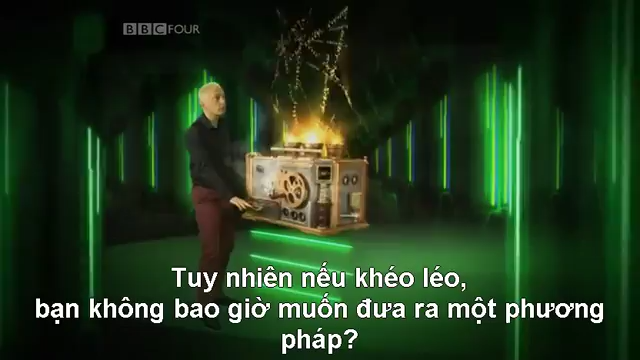 BBC FOUR
Tuy nhiên nếu khéo léo,
bạn không bao giờ muốn đưa ra một phương
pháp?